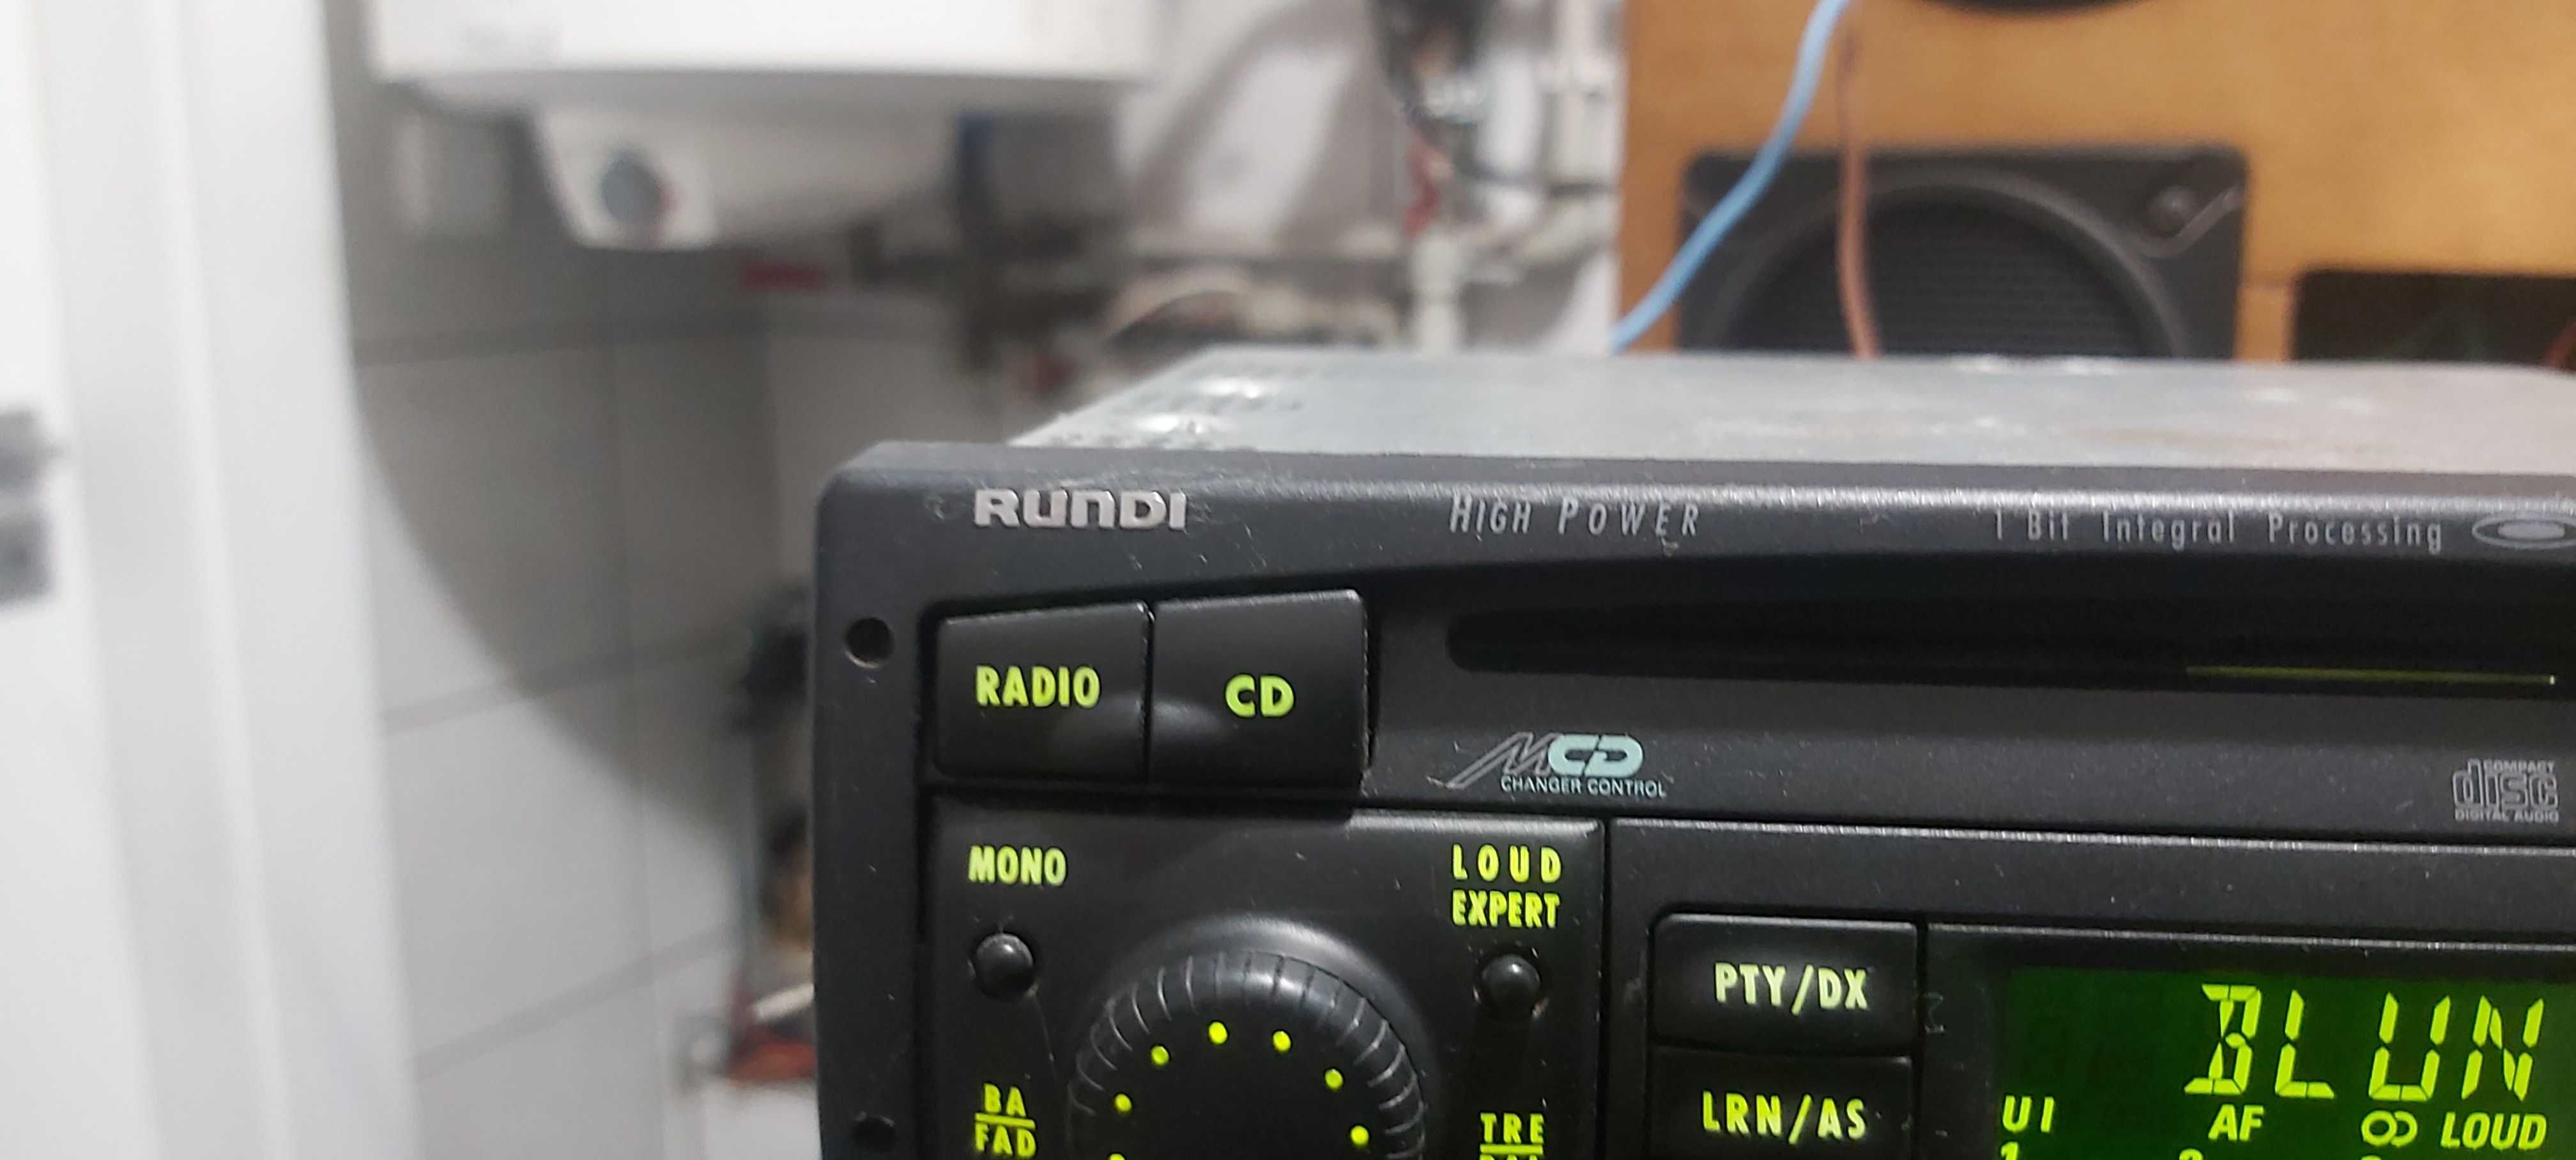 RUNDI
HIGH POWER
1 Bit Integral Processing
RADIO
CD
MCD
CHANGER CONTROL
COMPACT
disc
DIGITAL AUDIO
MONO
LOUD
EXPERT
PTY/DX
BLUN
BA
FAD
TRE
LRN/AS
UI
AF
LOUD